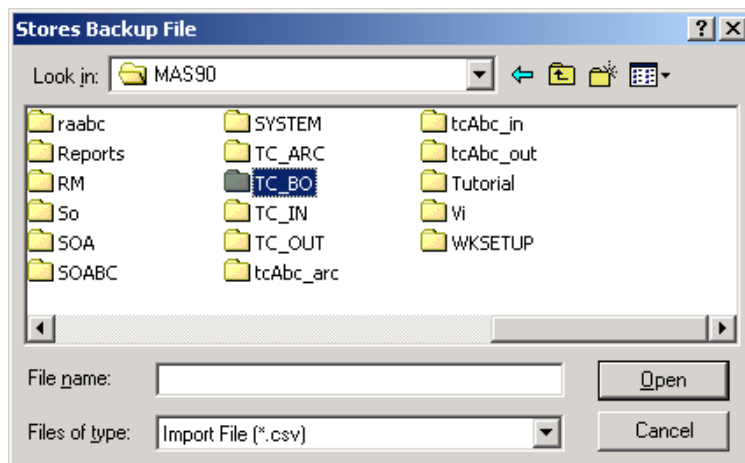 Stores Backup File
Look in: MAS90
raabc SYSTEM tcAbc_in
Reports TC_ARC tcAbc_out
RM TC_BO Tutorial
So TC_IN Vi
SOA TC_OUT WKSETUP
SOABC tcAbc_arc
File name: Open
Files of type: Import File (*.csv) Cancel